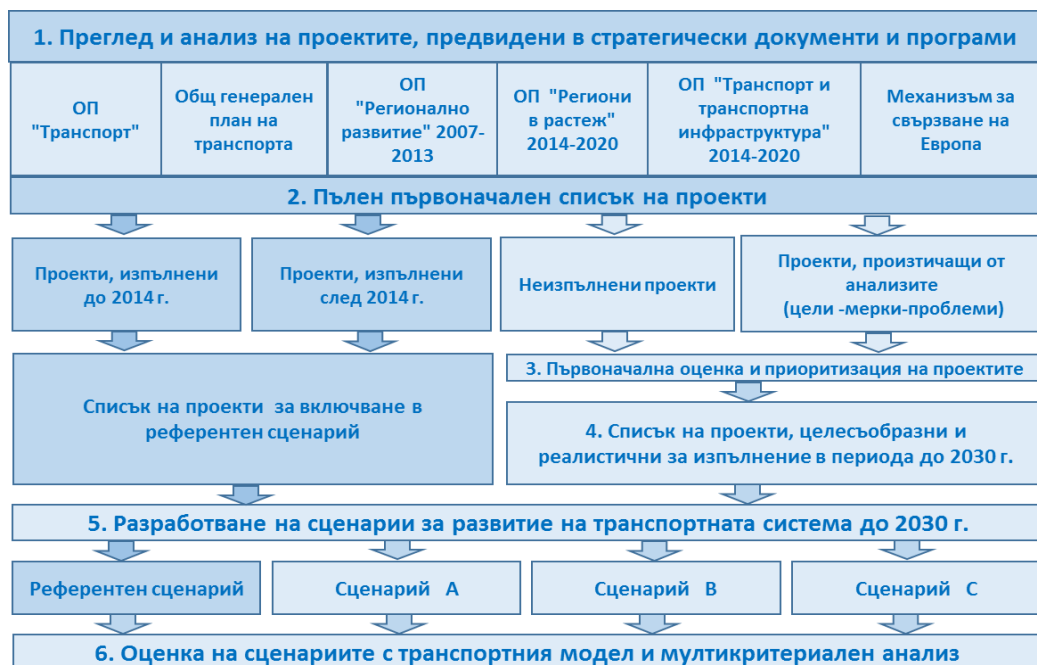 1. Преглед и анализ на проектите, предвидени в стратегически документи и програми
ОП
"Транспорт"
Общ генерален
план на
транспорта
ОП
"Регионално
развитие" 2007-
2013
ОП "Региони
в растеж"
2014-2020
ОП "Транспорт и
транспортна
инфраструктура"
2014-2020
Механизъм за
свързване на
Европа
2. Пълен първоначален списък на проекти
Проекти, изпълнени
до 2014 г.
Проекти, изпълнени
след 2014 г.
Неизпълнени проекти
Проекти, произтичащи от
анализите
(цели -мерки-проблеми)
Списък на проекти за включване в
референтен сценарий
3. Първоначална оценка и приоритизация на проектите
4. Списък на проекти, целесъобразни и
реалистични за изпълнение в периода до 2030 г.
5. Разработване на сценарии за развитие на транспортната система до 2030 г.
Референтен сценарий
Сценарий A
Сценарий B
Сценарий C
6. Оценка на сценариите с транспортния модел и мултикритериален анализ